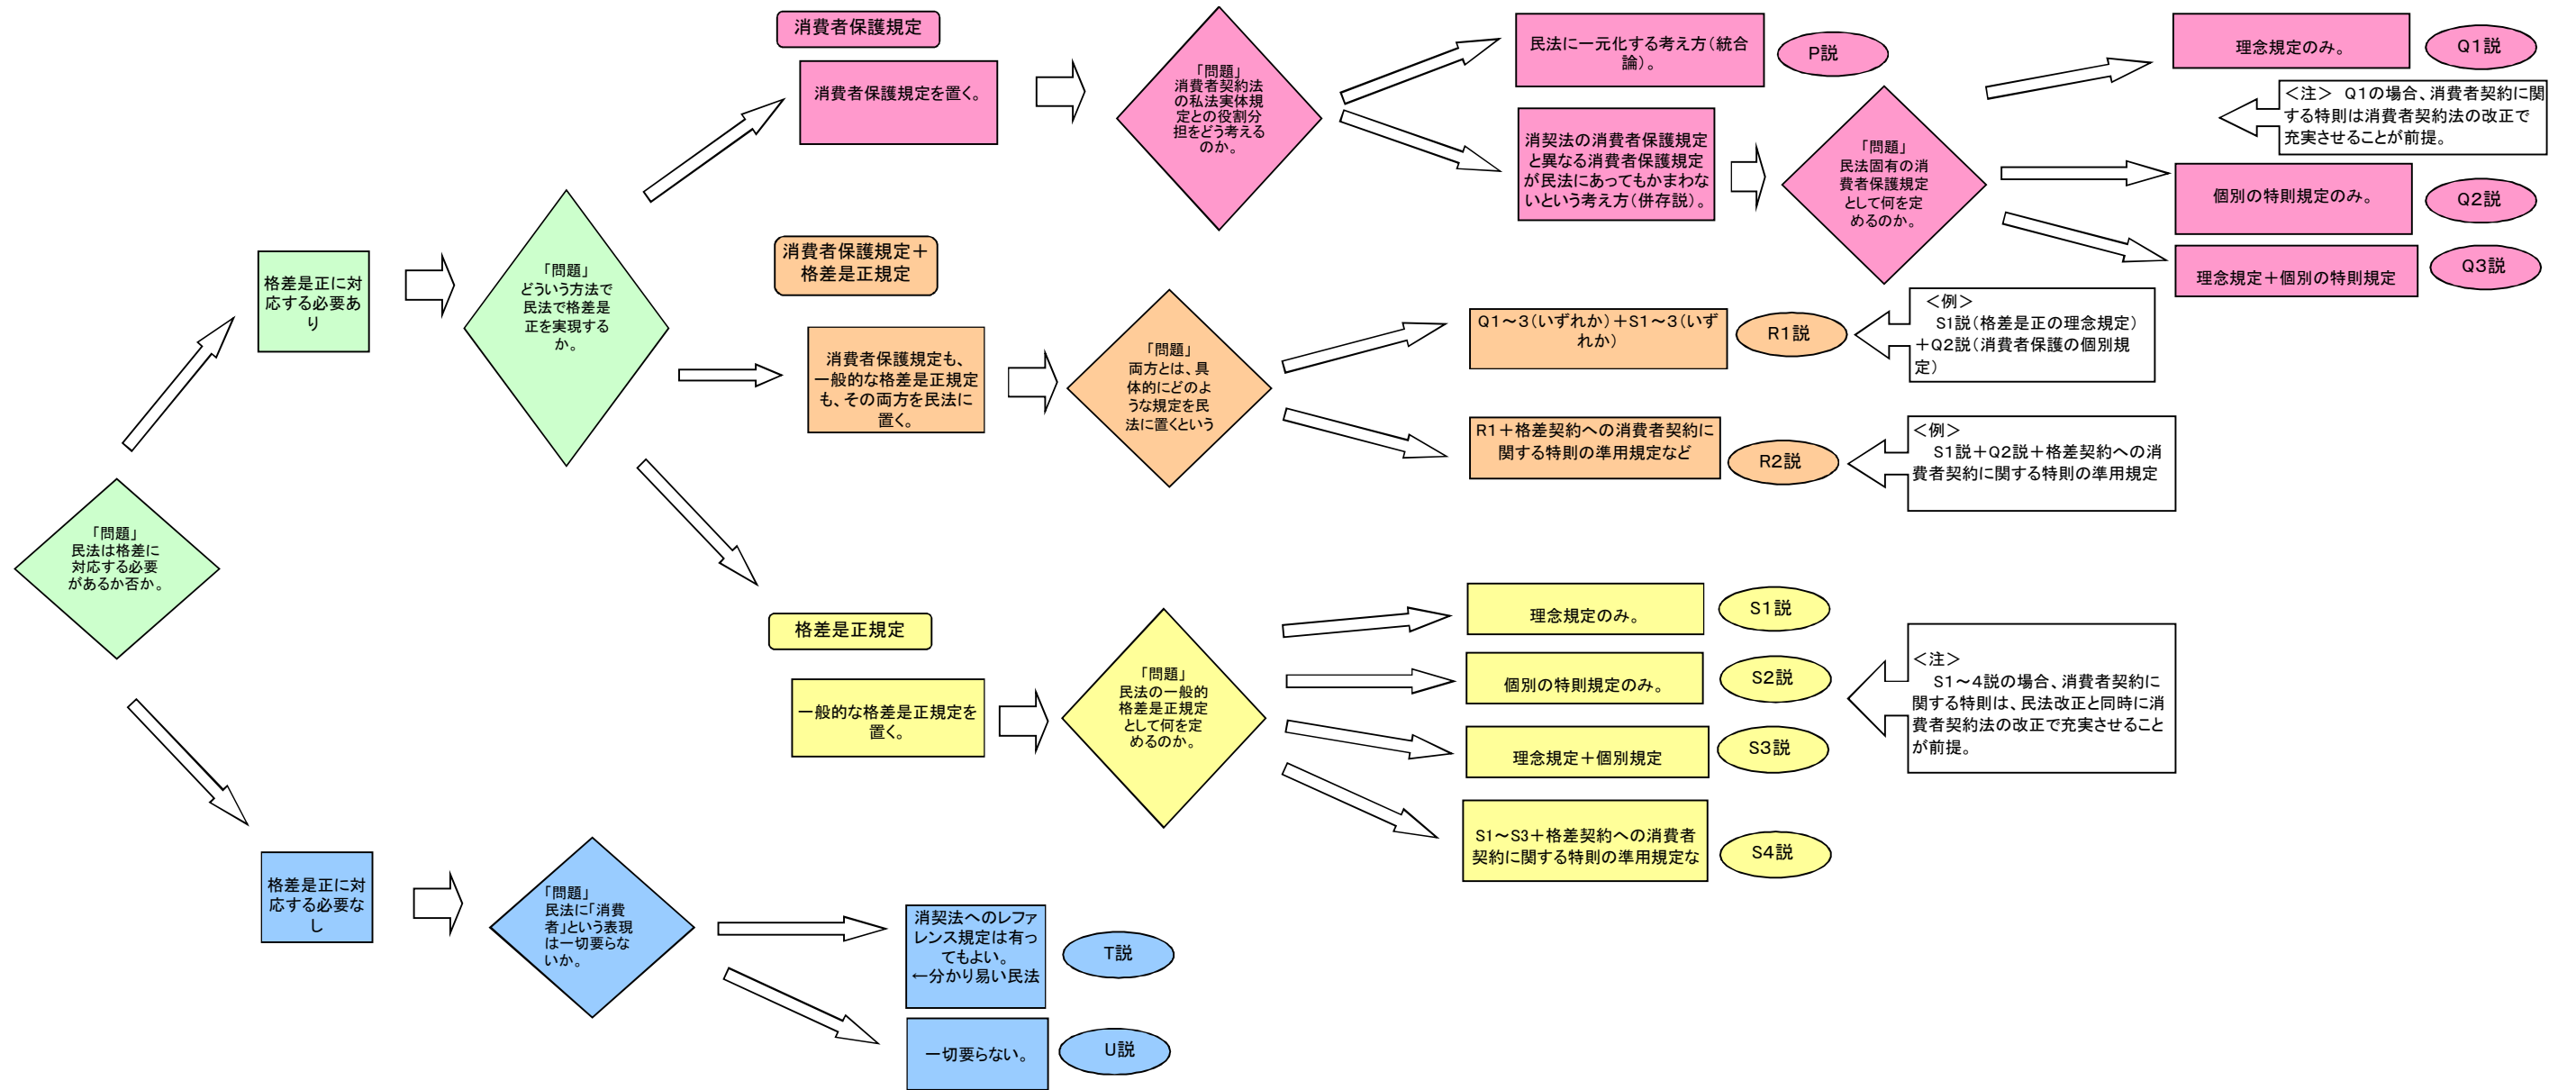 「問題」
民法は格差に
対応する必要
があるか否か。
格差是正に対
応する必要あ
り
「問題」
どういう方法で
民法で格差是
正を実現する
か。
消費者保護規定
消費者保護規定を置く。
「問題」
消費者契約法
の私法実体規
定との役割分
担をどう考える
のか。
民法に一元化する考え方(統合
論)。
P説
消契法の消費者保護規定
と異なる消費者保護規定
が民法にあってもかまわな
いという考え方(併存説)。
「問題」
民法固有の消
費者保護規定
として何を定
めるのか。
理念規定のみ。
Q1説
<注> Q1の場合、消費者契約に関
する特則は消費者契約法の改正で
充実させることが前提。
個別の特則規定のみ。
Q2説
理念規定+個別の特則規定
Q3説
消費者保護規定+
格差是正規定
消費者保護規定も、
一般的な格差是正規定
も、その両方を民法に
置く。
「問題」
両方とは、具
体的にどのよ
うな規定を民
法に置くという
Q1~3(いずれか)+S1~3(いず
れか)
R1説
<例>
S1説(格差是正の理念規定)
+Q2説(消費者保護の個別規
定)
R1+格差契約への消費者契約に
関する特則の準用規定など
R2説
<例>
S1説+Q2説+格差契約への消
費者契約に関する特則の準用規定
格差是正規定
一般的な格差是正規定を
置く。
「問題」
民法の一般的
格差是正規定
として何を定
めるのか。
理念規定のみ。
S1説
個別の特則規定のみ。
S2説
理念規定+個別規定
S3説
S1~S3+格差契約への消費者
契約に関する特則の準用規定な
S4説
<注>
S1~4説の場合、消費者契約に
関する特則は、民法改正と同時に消
費者契約法の改正で充実させること
が前提。
格差是正に対
応する必要な
し
「問題」
民法に「消費
者」という表現
は一切要らな
いか。
消契法へのレファ
レンス規定は有っ
てもよい。
←分かり易い民法
T説
一切要らない。
U説